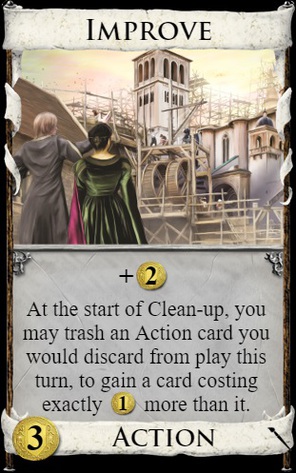 IMPROVE
+2
At the start of Clean-up, you
may trash an Action card you
would discard from play this
turn, to gain a card costing
exactly 1 more than it.
3 ACTION